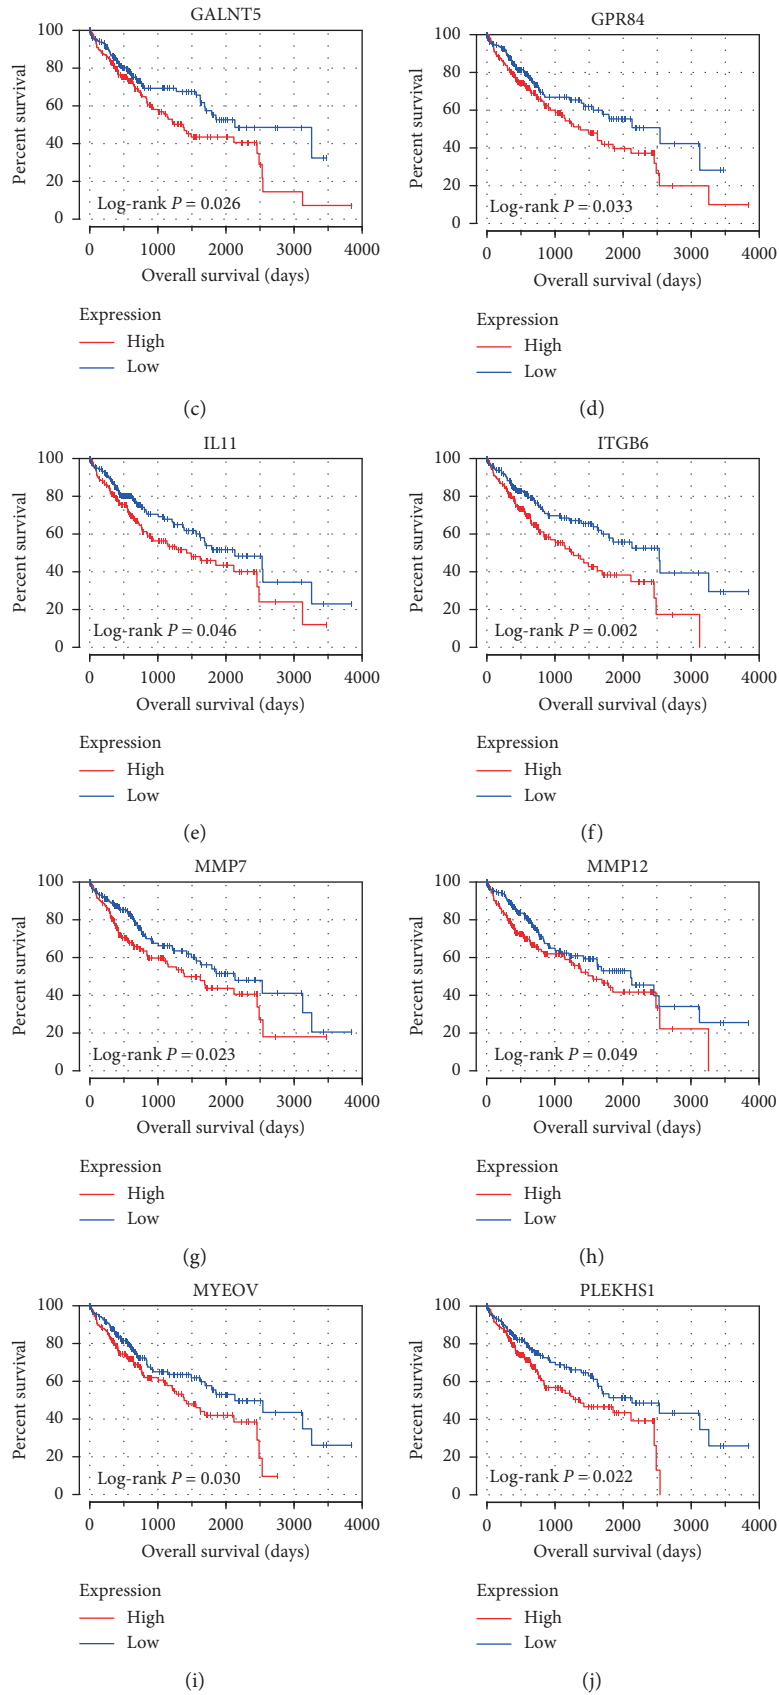 GALNT5
Percent survival
100
80
60
40
20
0
Log-rank P = 0.026
0 1000 2000 3000 4000
Overall survival (days)
Expression
High
Low
(c)
GPR84
Percent survival
100
80
60
40
20
0
Log-rank P = 0.033
0 1000 2000 3000 4000
Overall survival (days)
Expression
High
Low
(d)
IL11
Percent survival
100
80
60
40
20
0
Log-rank P = 0.046
0 1000 2000 3000 4000
Overall survival (days)
Expression
High
Low
(e)
ITGB6
Percent survival
100
80
60
40
20
0
Log-rank P = 0.002
0 1000 2000 3000 4000
Overall survival (days)
Expression
High
Low
(f)
MMP7
Percent survival
100
80
60
40
20
0
Log-rank P = 0.023
0 1000 2000 3000 4000
Overall survival (days)
Expression
High
Low
(g)
MMP12
Percent survival
100
80
60
40
20
0
Log-rank P = 0.049
0 1000 2000 3000 4000
Overall survival (days)
Expression
High
Low
(h)
MYEOV
Percent survival
100
80
60
40
20
0
Log-rank P = 0.030
0 1000 2000 3000 4000
Overall survival (days)
Expression
High
Low
(i)
PLEKHS1
Percent survival
100
80
60
40
20
0
Log-rank P = 0.022
0 1000 2000 3000 4000
Overall survival (days)
Expression
High
Low
(j)